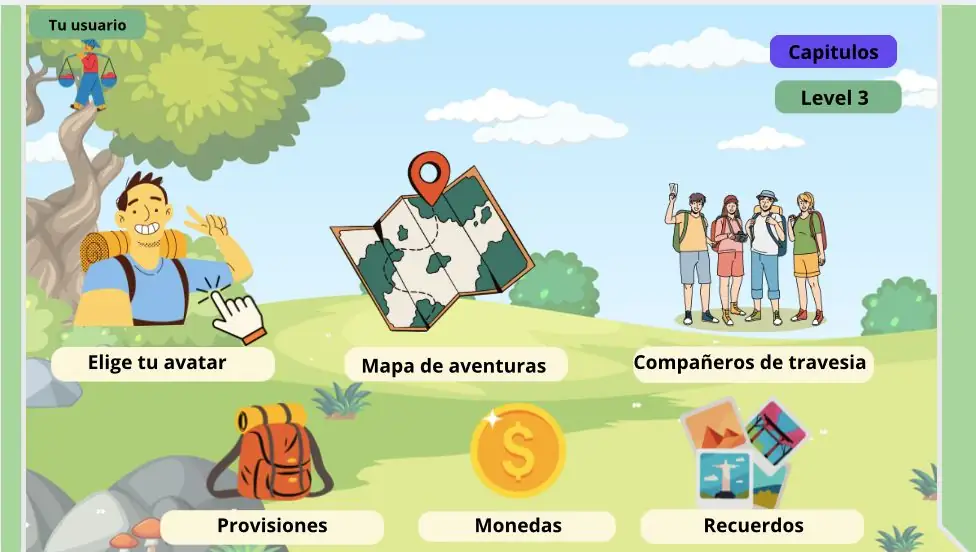 Tu usuario
Capitulos
Level 3
Elige tu avatar
Mapa de aventuras
Compañeros de travesia
Provisiones
Monedas
Recuerdos